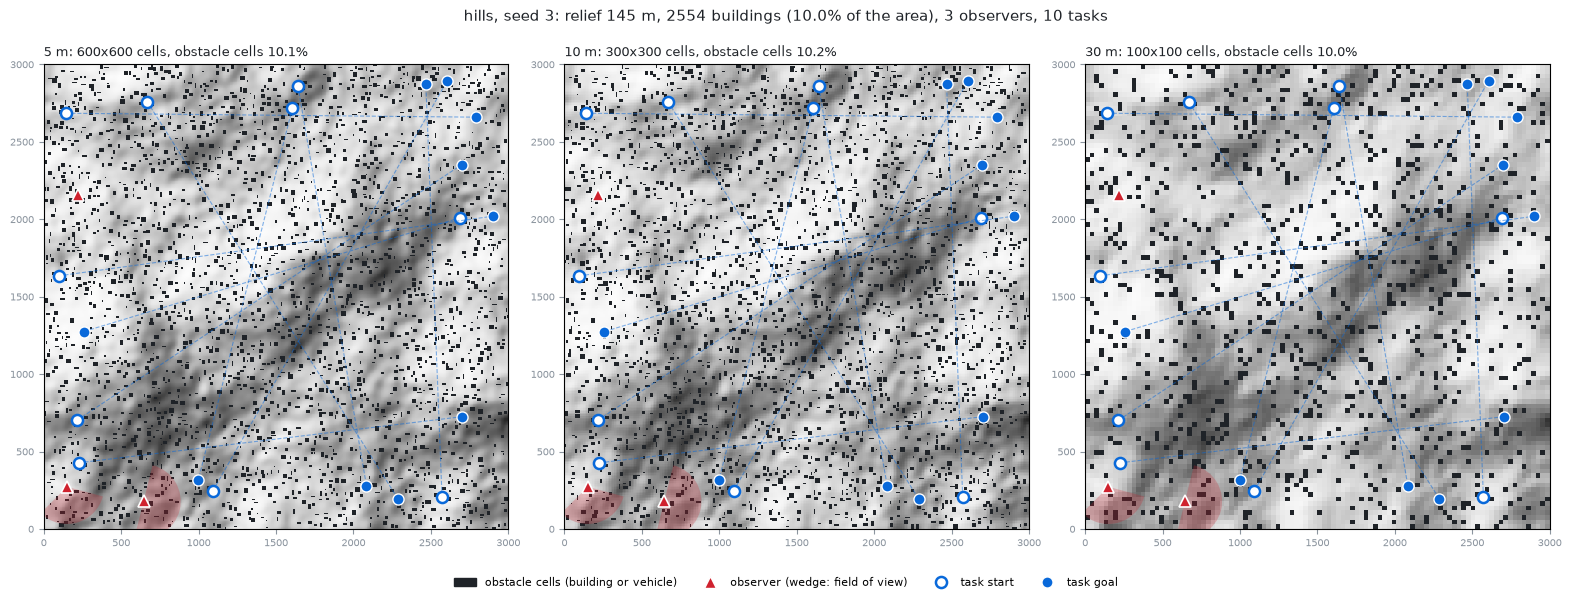 hills, seed 3: relief 145 m, 2554 buildings (10.0% of the area), 3 observers, 10 tasks
5 m: 600x600 cells, obstacle cells 10.1%
10 m: 300x300 cells, obstacle cells 10.2%
30 m: 100x100 cells, obstacle cells 10.0%
3000
2500
2000
1500
1000
500
0
0 500 1000 1500 2000 2500 3000
3000
2500
2000
1500
1000
500
0
0 500 1000 1500 2000 2500 3000
3000
2500
2000
1500
1000
500
0
0 500 1000 1500 2000 2500 3000
obstacle cells (building or vehicle)
observer (wedge: field of view)
task start
task goal